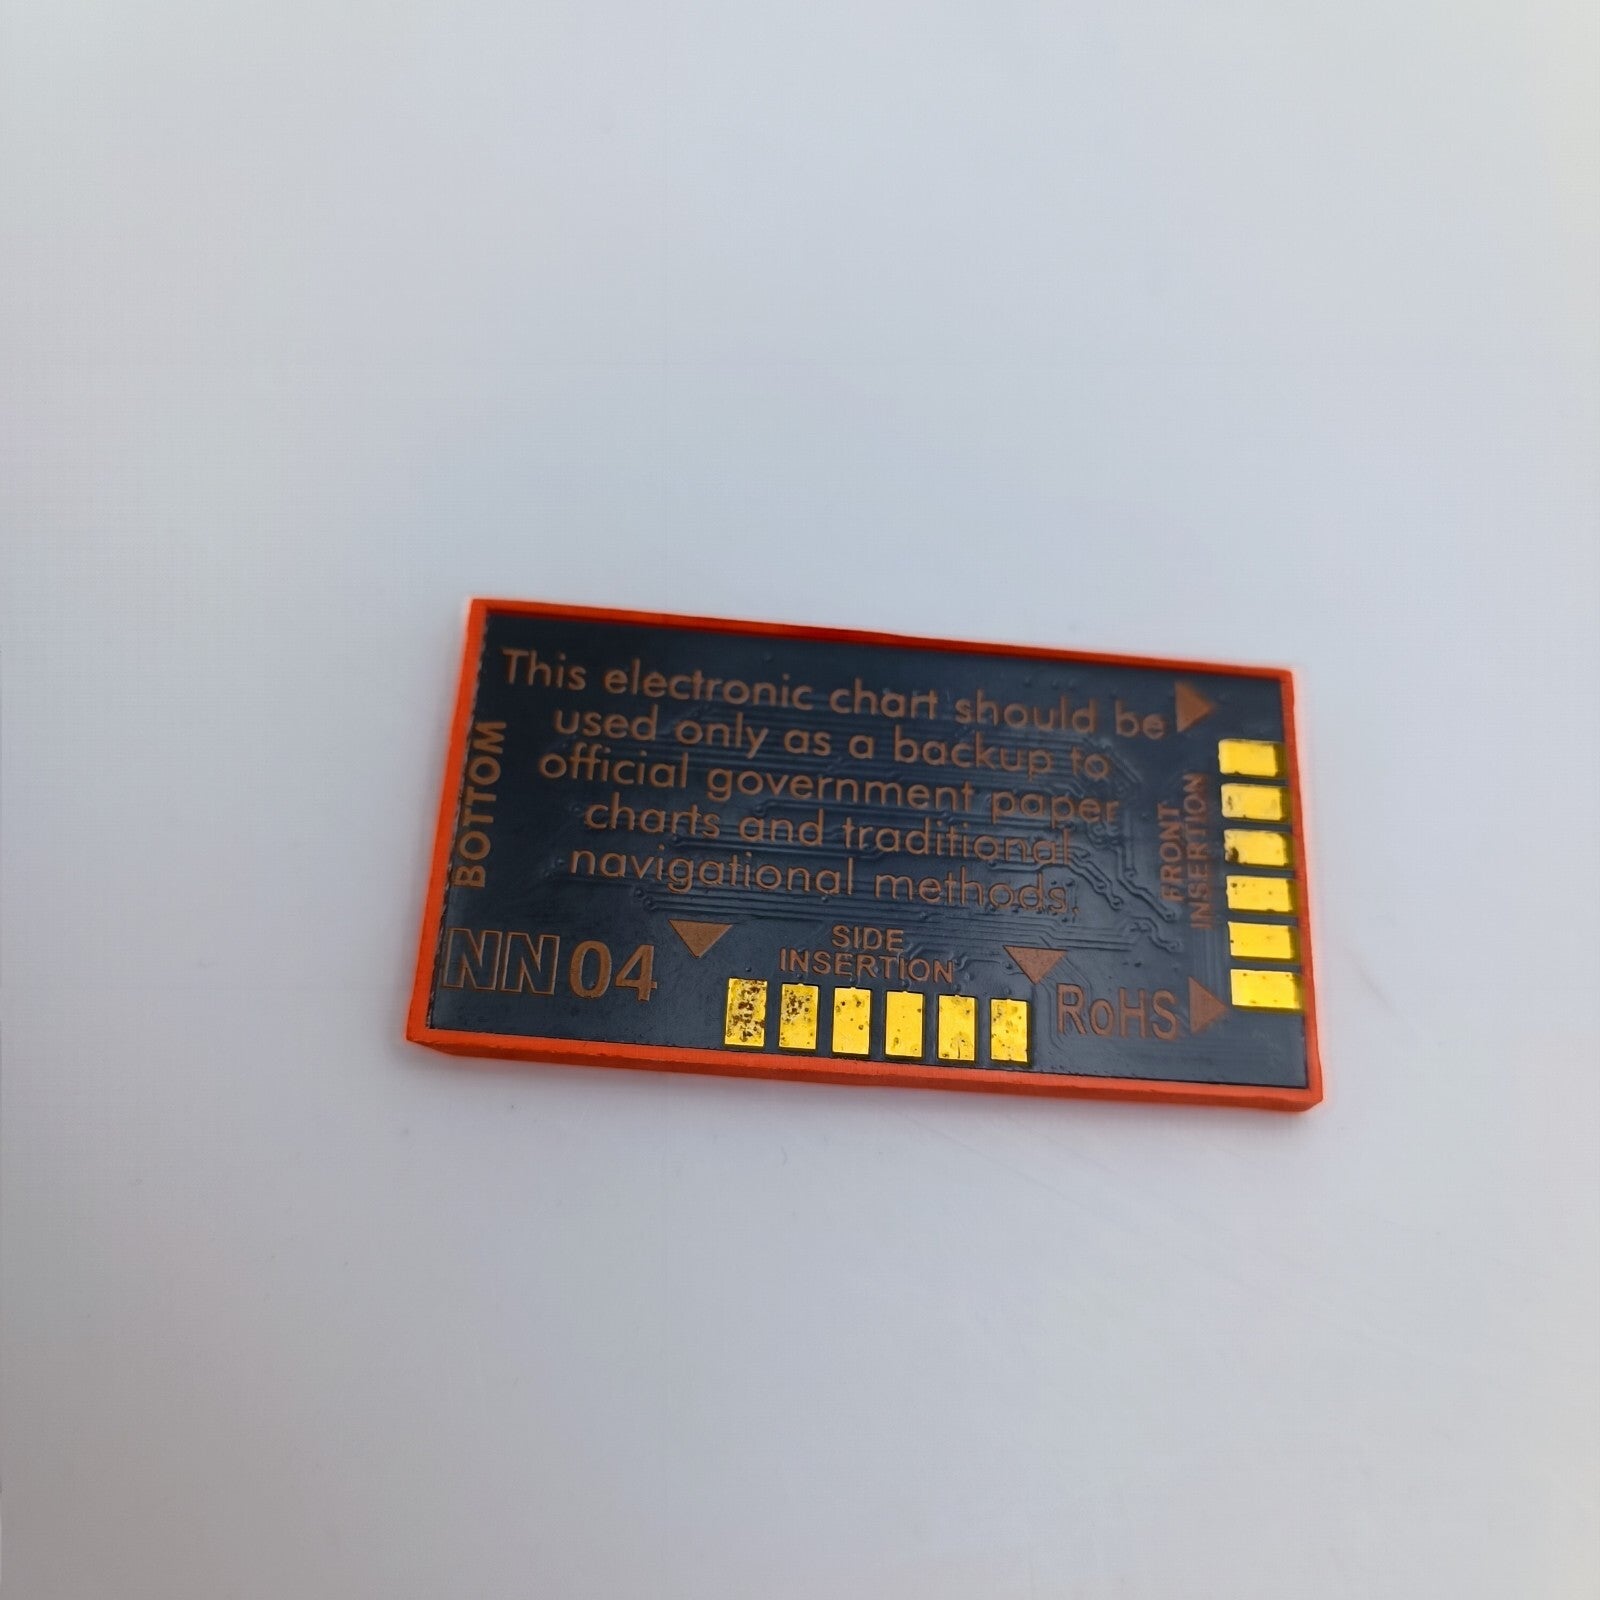 This electronic chart should be
used only as a backup to
official government paper
charts and traditional
navigational methods.
BOTTOM
FRONT
INSERTION
NN04
SIDE
INSERTION
RoHS